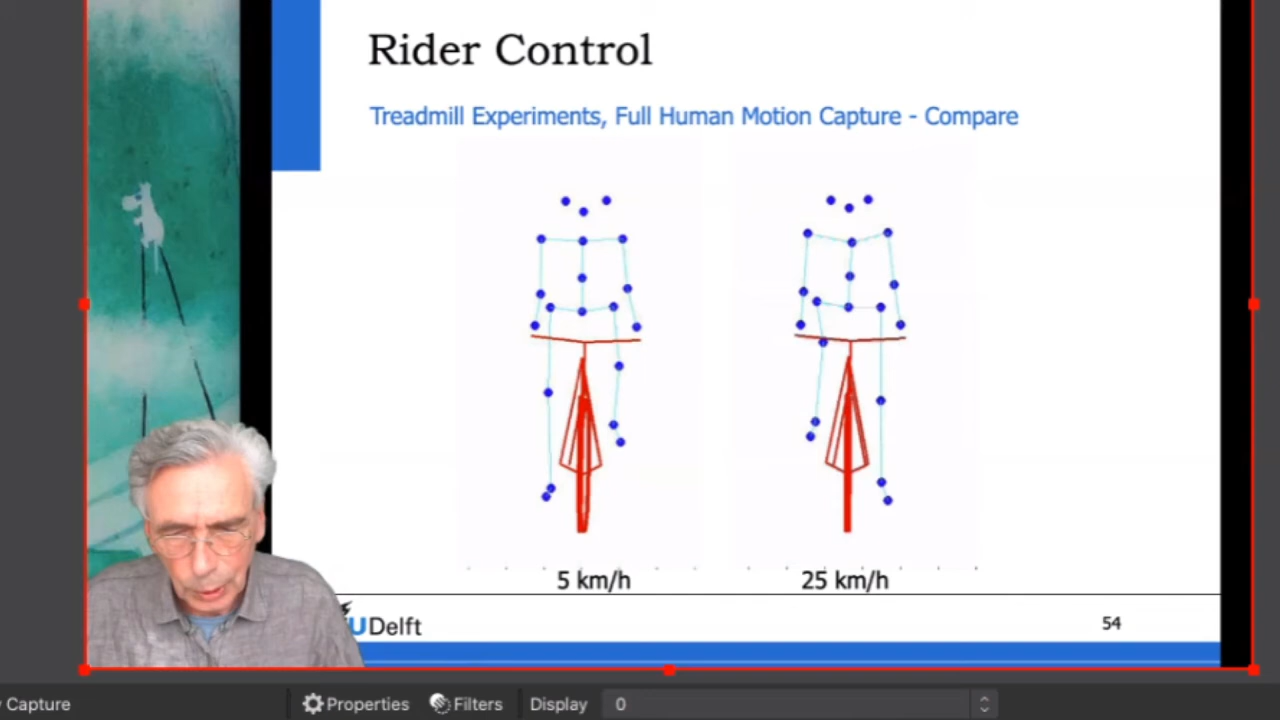 Rider Control
Treadmill Experiments, Full Human Motion Capture - Compare
5 km/h
25 km/h
UDelft
54
Capture
Properties
Filters
Display
0